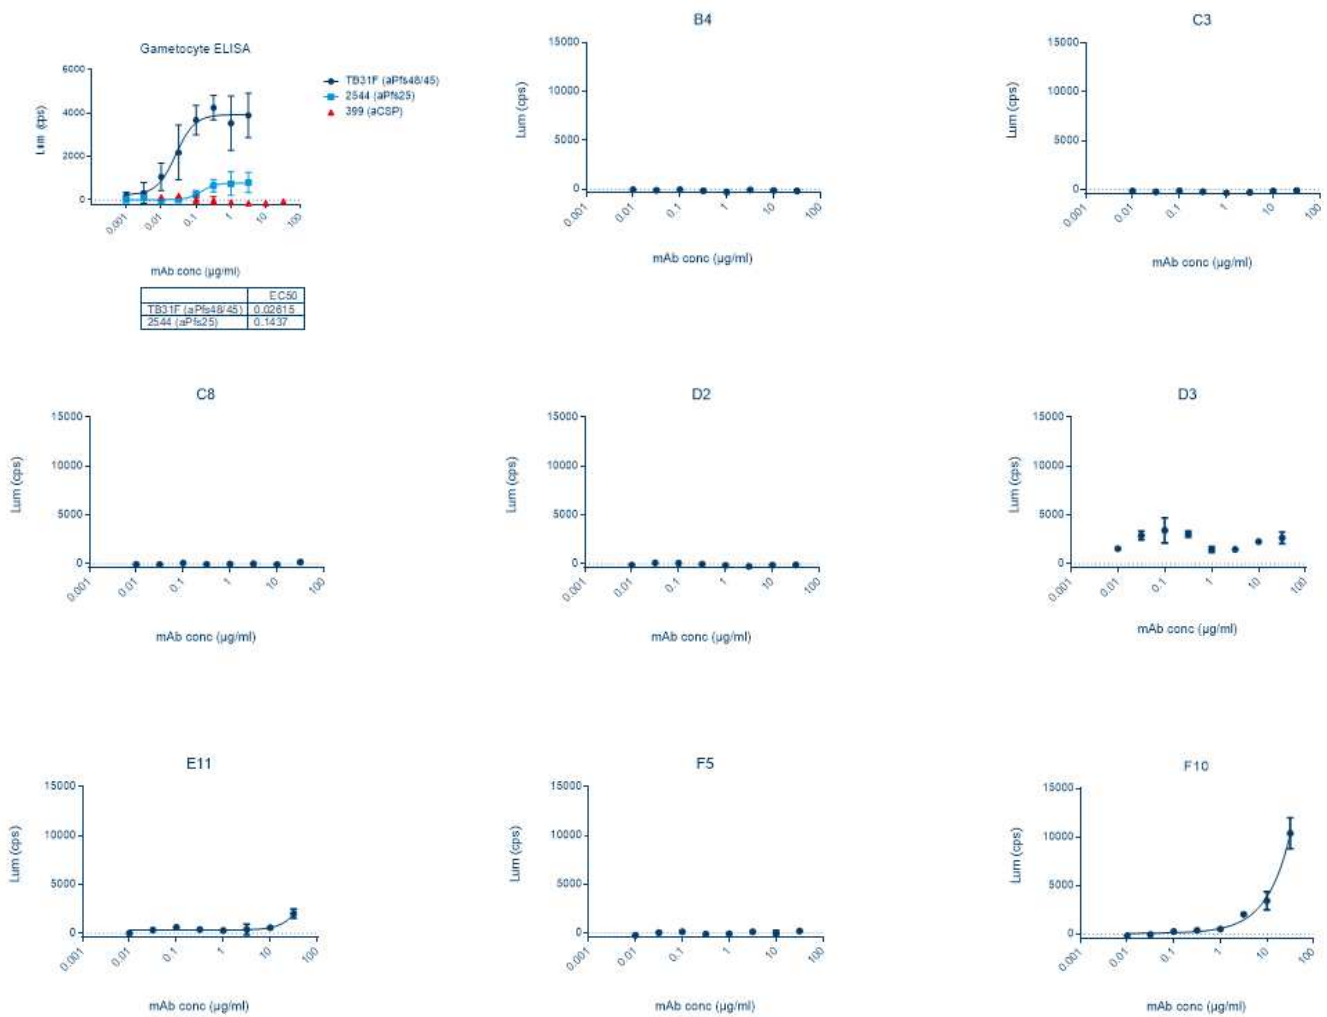 Gametocyte ELISA
6000
4000
2000
0
Lum (cps)
0.001
0.01
0.1
1
10
100
mAb conc (µg/ml)
TB31F (aPfs48/45)
2544 (aPfs25)
399 (aCSP)
EC50
TB31F (aPfs48/45) 0.02615
2544 (aPfs25) 0.1437
B4
15000
10000
5000
0
Lum (cps)
0.001
0.01
0.1
1
10
100
mAb conc (µg/ml)
C3
15000
10000
5000
0
Lum (cps)
0.001
0.01
0.1
1
10
100
mAb conc (µg/ml)
C8
15000
10000
5000
0
Lum (cps)
0.001
0.01
0.1
1
10
100
mAb conc (µg/ml)
D2
15000
10000
5000
0
Lum (cps)
0.001
0.01
0.1
1
10
100
mAb conc (µg/ml)
D3
15000
10000
5000
0
Lum (cps)
0.001
0.01
0.1
1
10
100
mAb conc (µg/ml)
E11
15000
10000
5000
0
Lum (cps)
0.001
0.01
0.1
1
10
100
mAb conc (µg/ml)
F5
15000
10000
5000
0
Lum (cps)
0.001
0.01
0.1
1
10
100
mAb conc (µg/ml)
F10
15000
10000
5000
0
Lum (cps)
0.001
0.01
0.1
1
10
100
mAb conc (µg/ml)